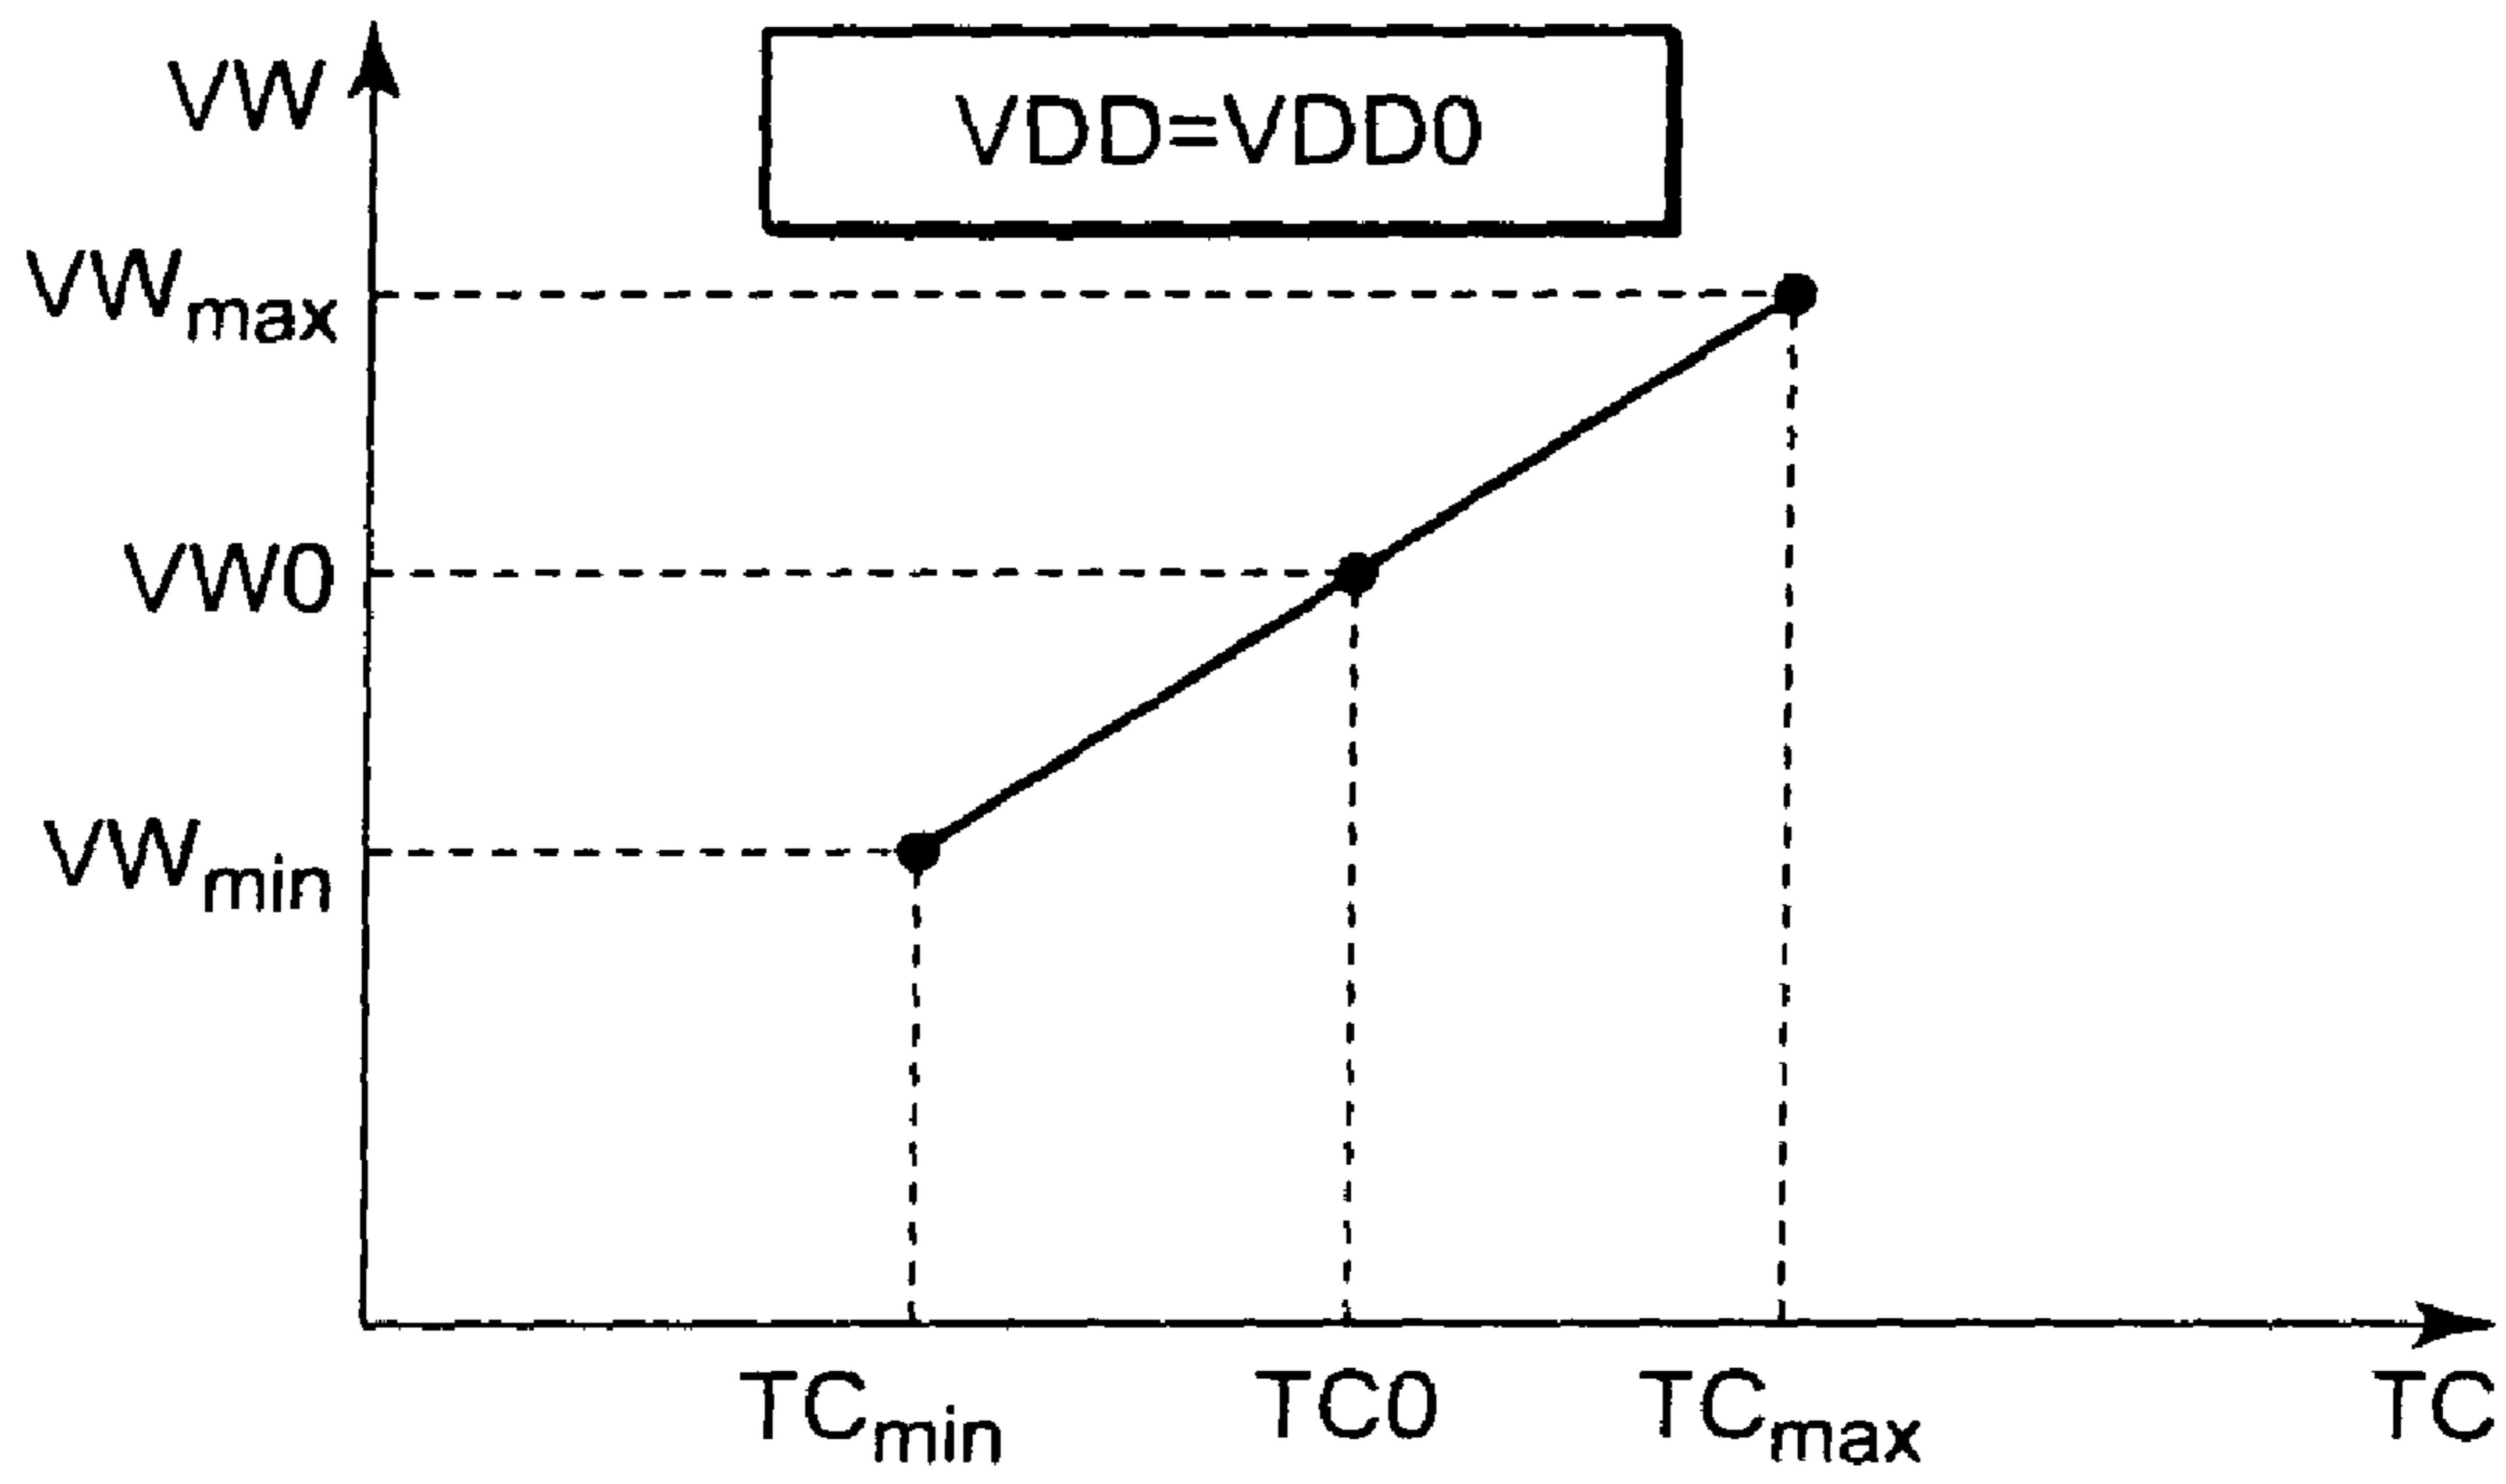 VW
VDD=VDD0
VWmax
VW0
VWmin
TCmin TC0 TCmax TC